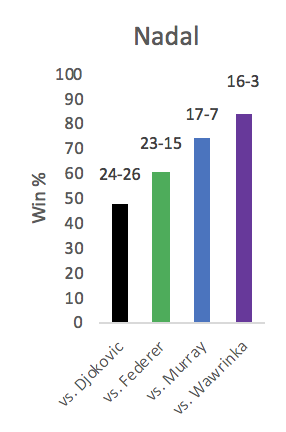 Nadal
Win %
100
90
80
70
60
50
40
30
20
10
0
24-26
23-15
17-7
16-3
vs. Djokovic
vs. Federer
vs. Murray
vs. Wawrinka